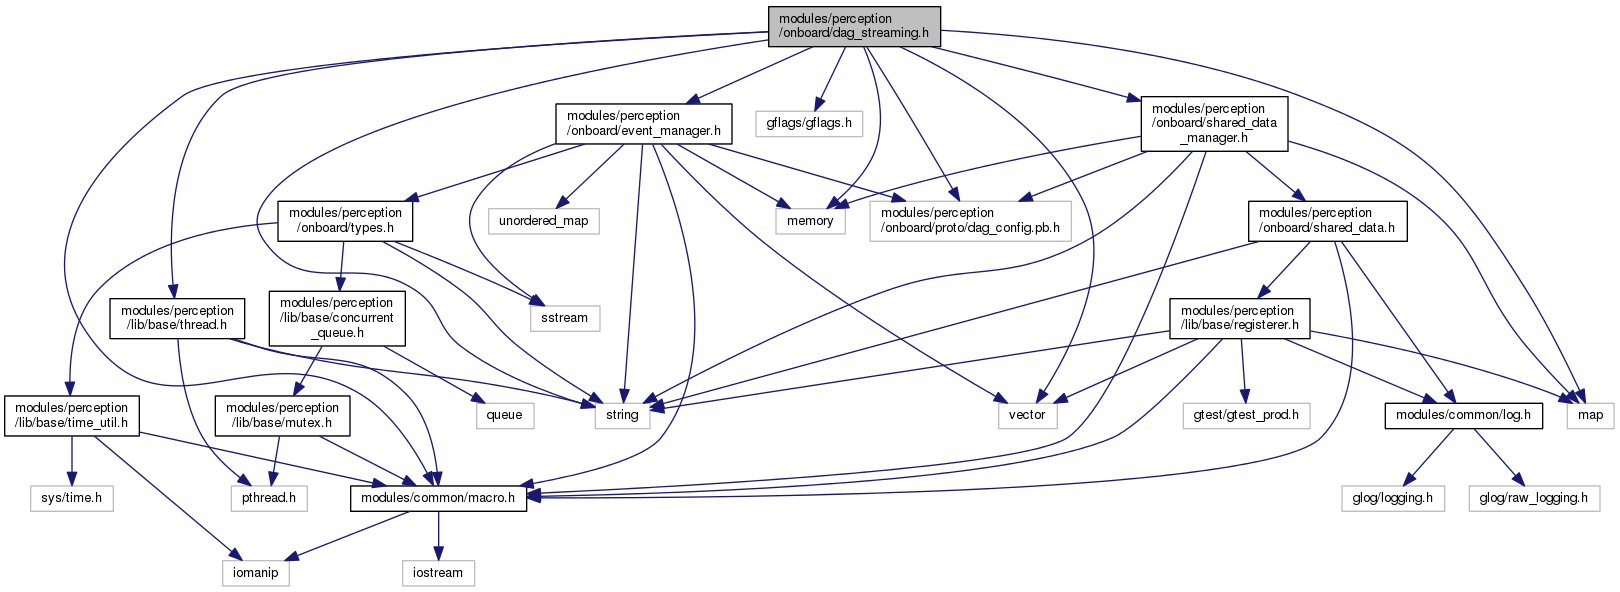 modules/perception
/onboard/dag_streaming.h
modules/perception
/onboard/event_manager.h
gflags/gflags.h
modules/perception
/onboard/shared_data
_manager.h
modules/perception
/onboard/types.h
unordered_map
memory
modules/perception
/onboard/proto/dag_config.pb.h
modules/perception
/onboard/shared_data.h
modules/perception
/lib/base/thread.h
modules/perception
/lib/base/concurrent
_queue.h
sstream
modules/perception
/lib/base/registerer.h
modules/perception
/lib/base/time_util.h
modules/perception
/lib/base/mutex.h
queue
string
vector
gtest/gtest_prod.h
modules/common/log.h
map
sys/time.h
pthread.h
modules/common/macro.h
glog/logging.h
glog/raw_logging.h
iomanip
iostream